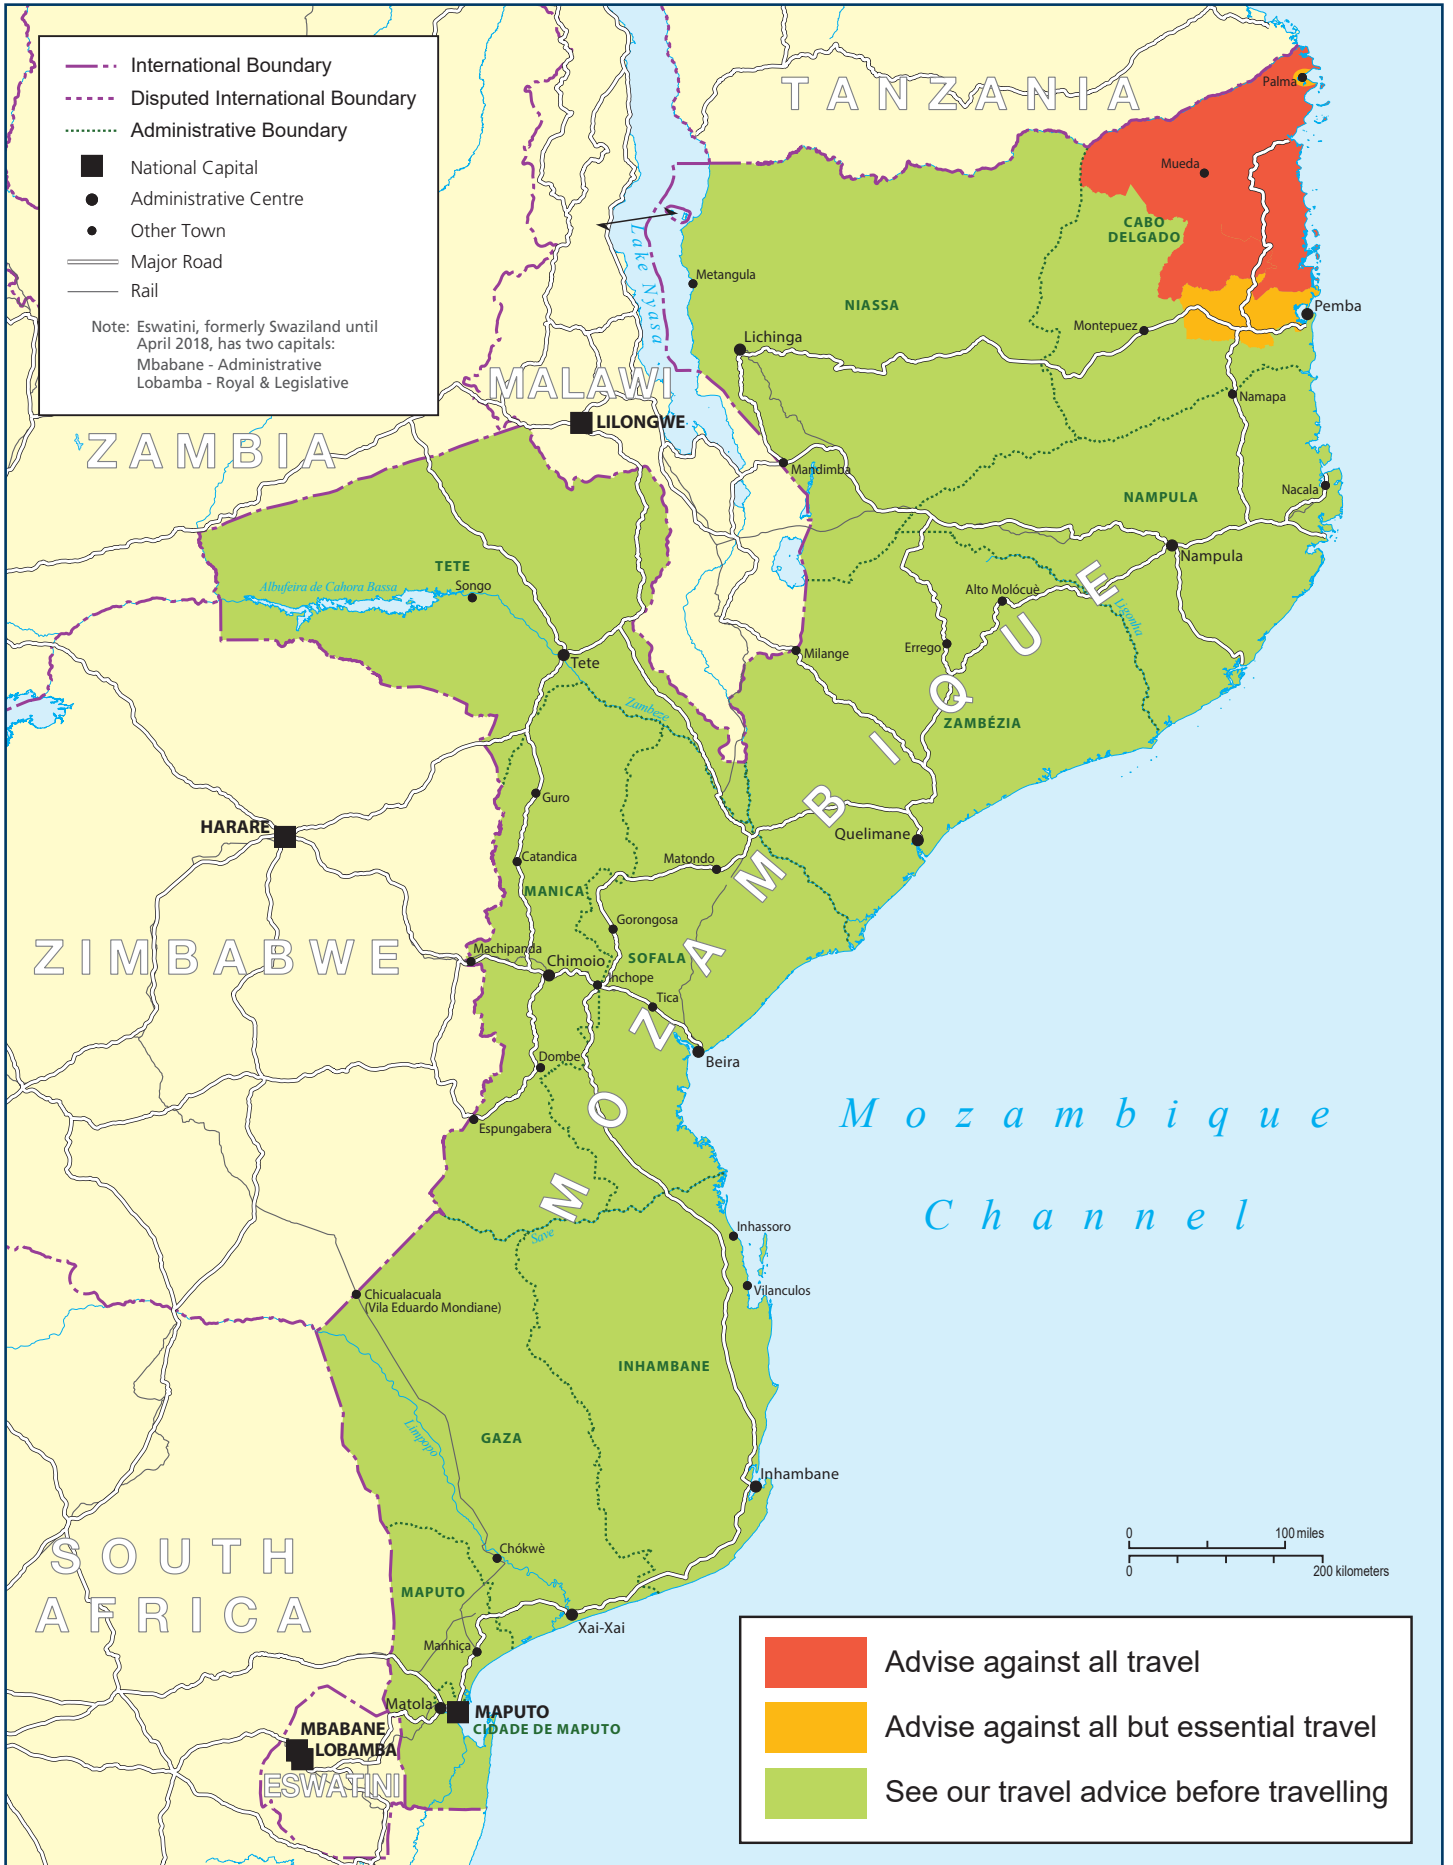 International Boundary
Disputed International Boundary
Administrative Boundary
National Capital
Administrative Centre
Other Town
Major Road
Rail
Note: Eswatini, formerly Swaziland until
April 2018, has two capitals:
Mbabane - Administrative
Lobamba - Royal & Legislative
TANZANIA
Palma
Mueda
CABO
DELGADO
Lake Nyasa
Metangula
NIASSA
Pemba
Montepuez
Lichinga
MALAWI
LILONGWE
Namapa
ZAMBIA
Mandimba
NAMPULA
Nacala
Nampula
TETE
Albufeira de Cahora Bassa
Songo
Alto Molócuè
Ligonha
Errego
Milange
Tete
Zambeze
ZAMBÉZIA
MOZAMBIQUE
Guro
HARARE
Quelimane
Catandica
Matondo
MANICA
Gorongosa
ZIMBABWE
Machipanda
Chimoio
SOFALA
Inchope
Tica
Beira
Dombe
Espungabera
Mozambique
Channel
Save
Inhassoro
Vilanculos
Chicualacuala
(Vila Eduardo Mondiane)
INHAMBANE
Limpopo
GAZA
Inhambane
SOUTH
AFRICA
Chókwè
MAPUTO
Xai-Xai
Manhiça
Matola
MAPUTO
CIDADE DE MAPUTO
MBABANE
LOBAMBA
ESWATINI
0 100 miles
0 200 kilometers
Advise against all travel
Advise against all but essential travel
See our travel advice before travelling